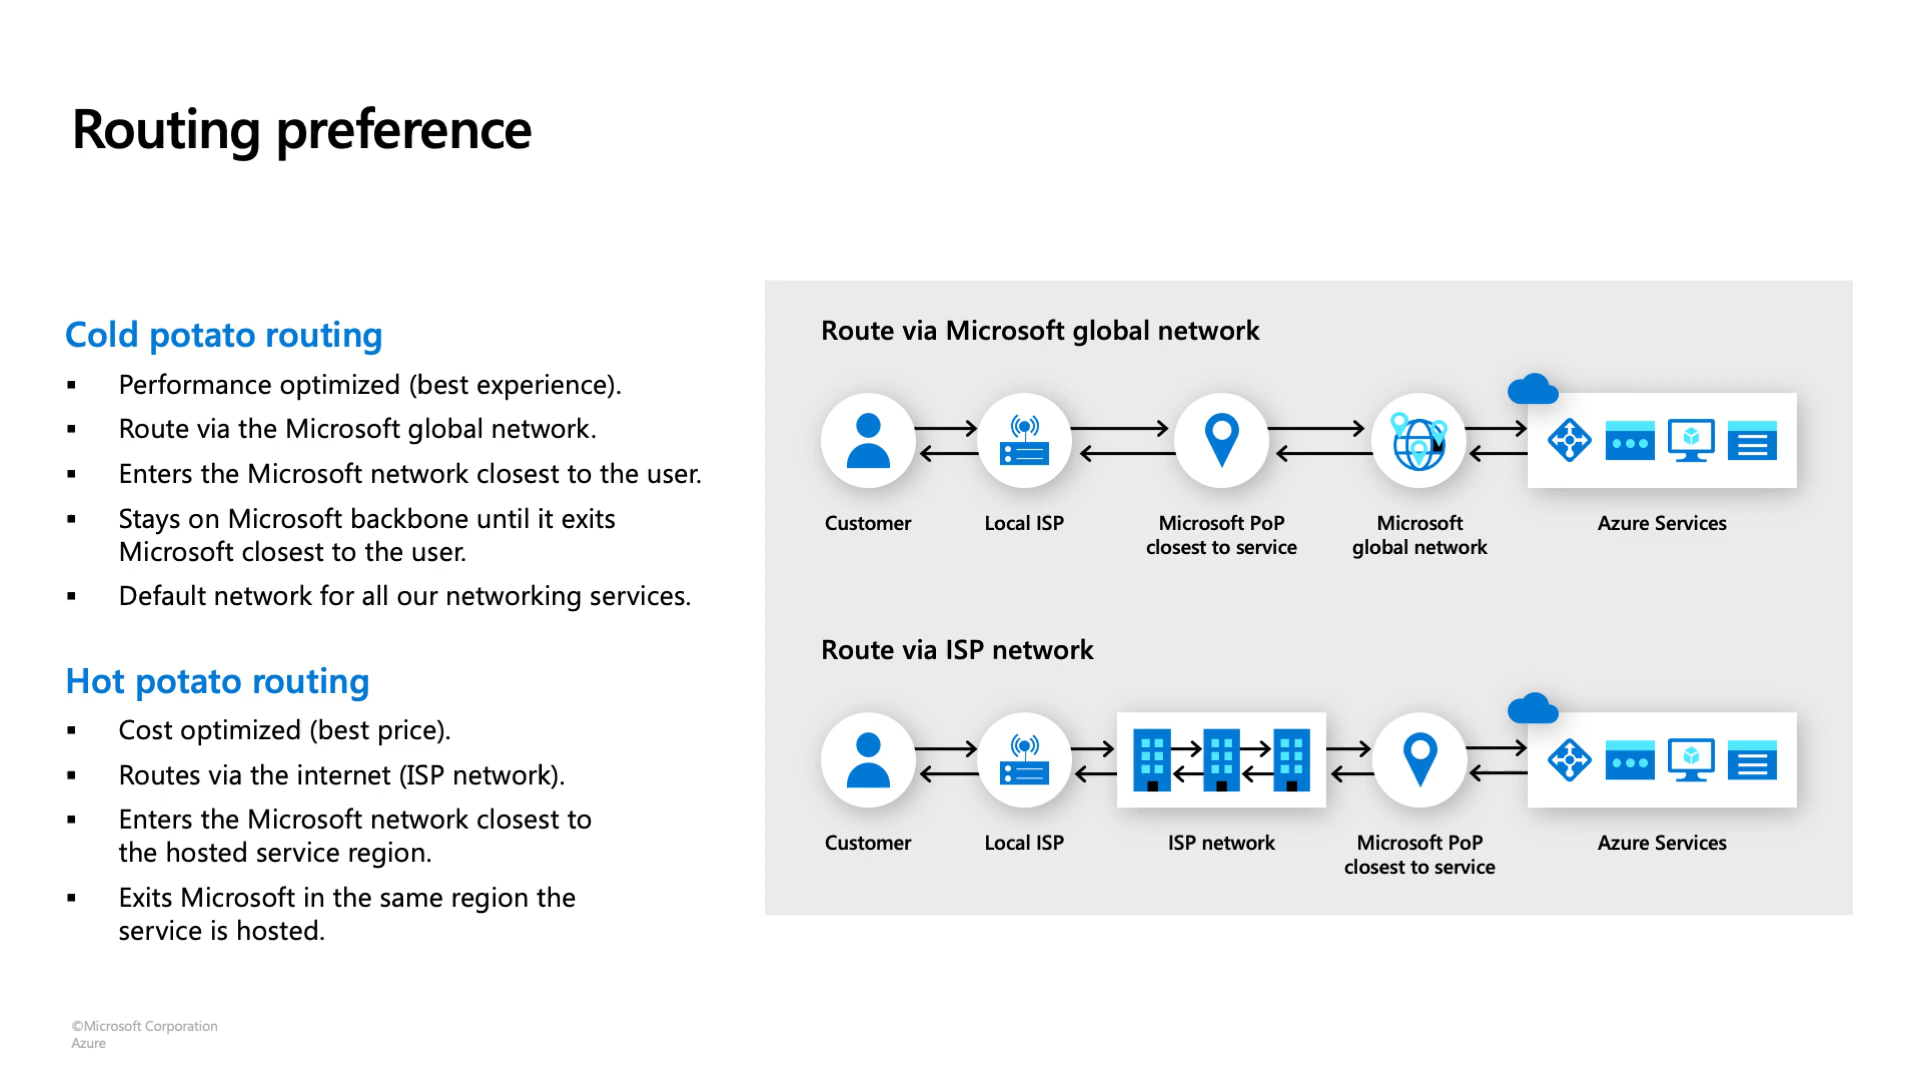 Routing preference
Cold potato routing
▪ Performance optimized (best experience).
▪ Route via the Microsoft global network.
▪ Enters the Microsoft network closest to the user.
▪ Stays on Microsoft backbone until it exits
Microsoft closest to the user.
▪ Default network for all our networking services.
Hot potato routing
▪ Cost optimized (best price).
▪ Routes via the internet (ISP network).
▪ Enters the Microsoft network closest to
the hosted service region.
▪ Exits Microsoft in the same region the
service is hosted.
Route via Microsoft global network
Customer
Local ISP
Microsoft PoP
closest to service
Microsoft
global network
Azure Services
Route via ISP network
Customer
Local ISP
ISP network
Microsoft PoP
closest to service
Azure Services
©Microsoft Corporation
Azure